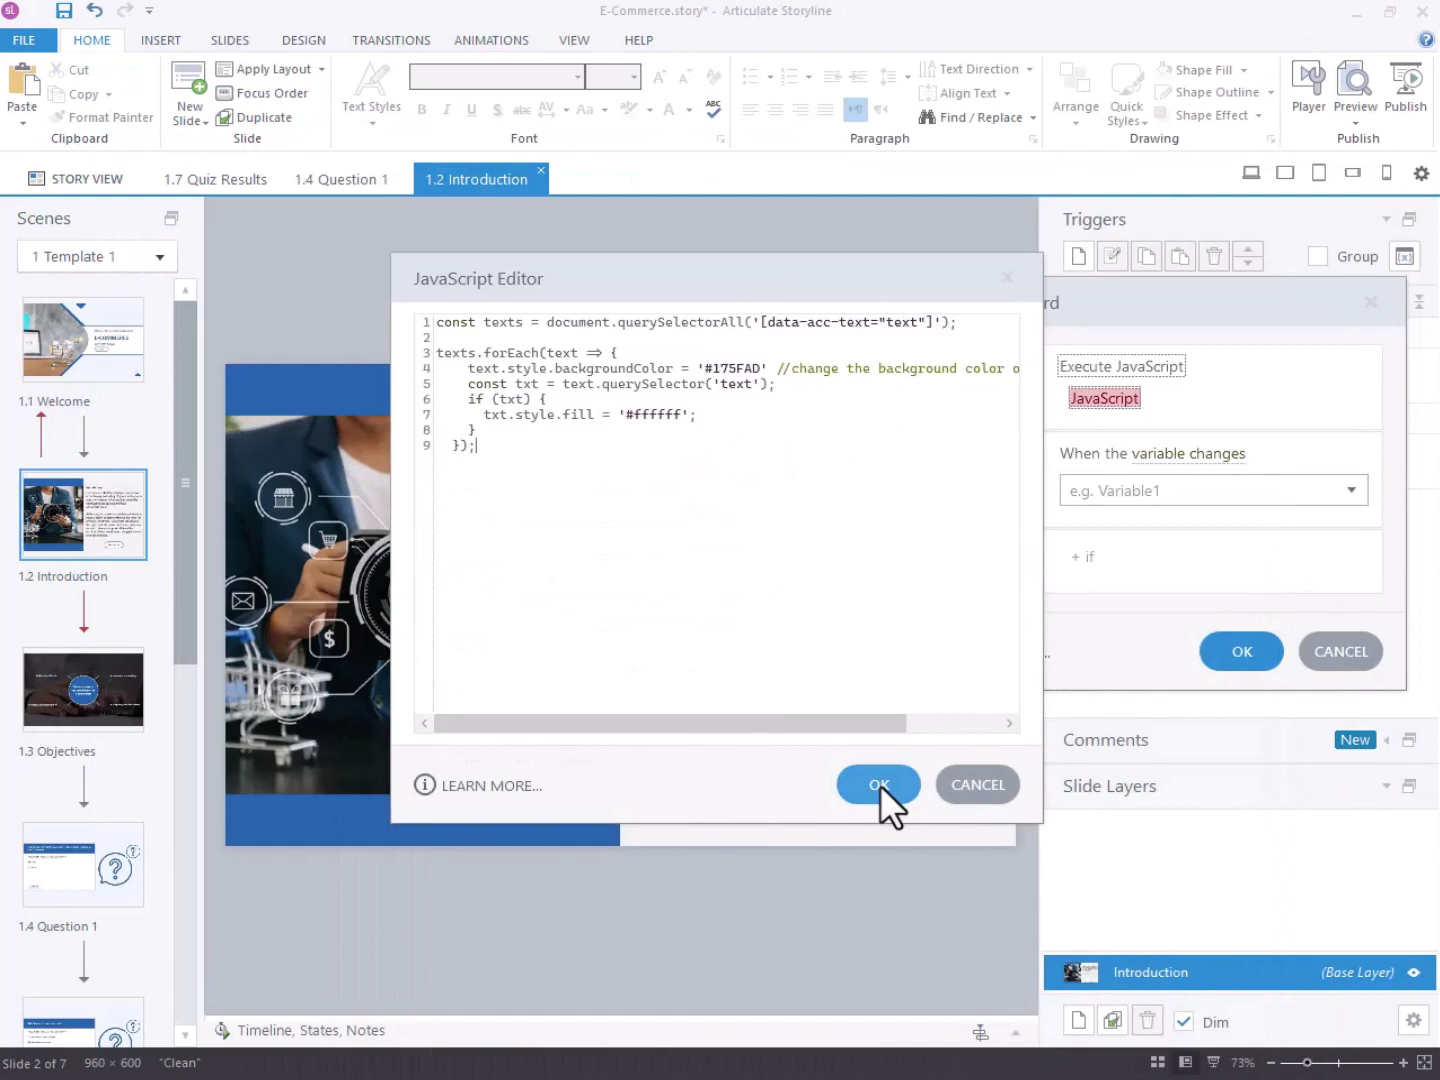 sl
E-Commerce.story* - Articulate Storyline
FILE
HOME
INSERT
SLIDES
DESIGN
TRANSITIONS
ANIMATIONS
VIEW
HELP
Paste
Cut
Copy
Format Painter
Clipboard
New Slide
Apply Layout
Focus Order
Duplicate
Slide
Text Styles
B I U S abc AV Aa A ABC
Font
Text Direction
Align Text
Find / Replace
Paragraph
Arrange
Quick Styles
Shape Fill
Shape Outline
Shape Effect
Drawing
Player
Preview
Publish
Publish
STORY VIEW
1.7 Quiz Results
1.4 Question 1
1.2 Introduction
Scenes
1 Template 1
E-COMMERCE
1.1 Welcome
1.2 Introduction
1.3 Objectives
1.4 Question 1
JavaScript Editor
1 const texts = document.querySelectorAll('[data-acc-text="text"]');
2
3 texts.forEach(text => {
4 text.style.backgroundColor = '#175FAD' //change the background color o
5 const txt = text.querySelector('text');
6 if (txt) {
7 txt.style.fill = '#ffffff';
8 }
9 });
LEARN MORE...
OK
CANCEL
Triggers
Group
rd
Execute JavaScript
JavaScript
When the variable changes
e.g. Variable1
+ if
..
OK
CANCEL
Comments
New
Slide Layers
Introduction
(Base Layer)
Dim
Timeline, States, Notes
Slide 2 of 7
960 × 600
"Clean"
73%